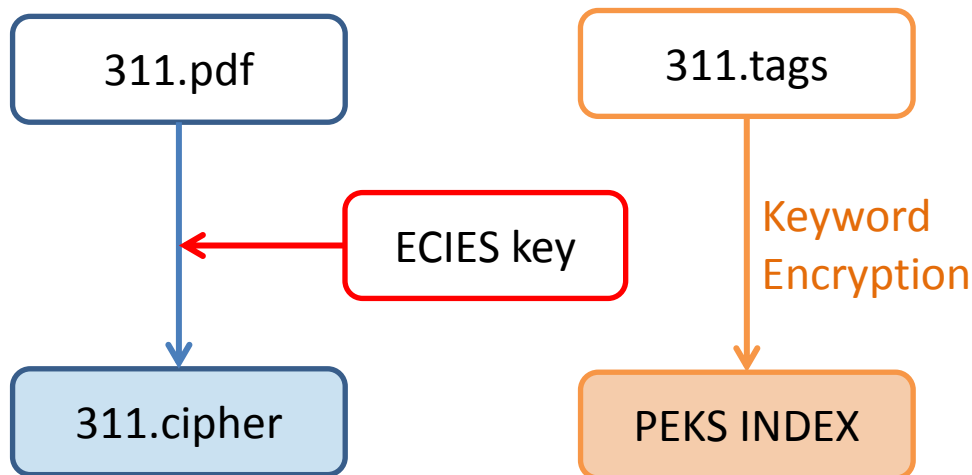 311.pdf
311.tags
ECIES key
Keyword
Encryption
311.cipher
PEKS INDEX